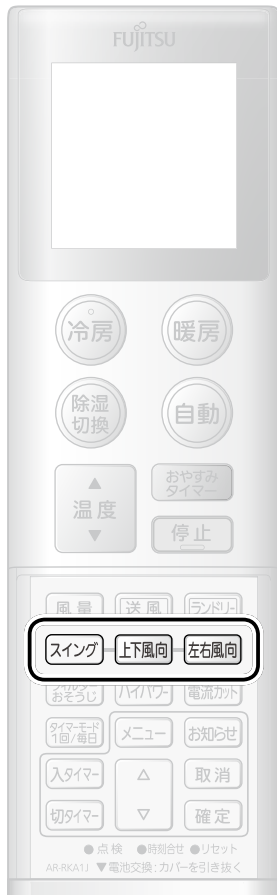 FUJITSU
冷房 暖房
除湿
切換
自動
▲
温度
▼
おやすみ
タイマー
停止
風量 送風 ランドリー
スイング 上下風向 左右風向
おそうじ ハイパワー 電流カット
タイマーモード
1回/毎日
メニュー お知らせ
入タイマー △ 取消
切タイマー ▽ 確定
●点検 ●時刻合せ ●リセット
AR-RKA1J ▼電池交換:カバーを引き抜く